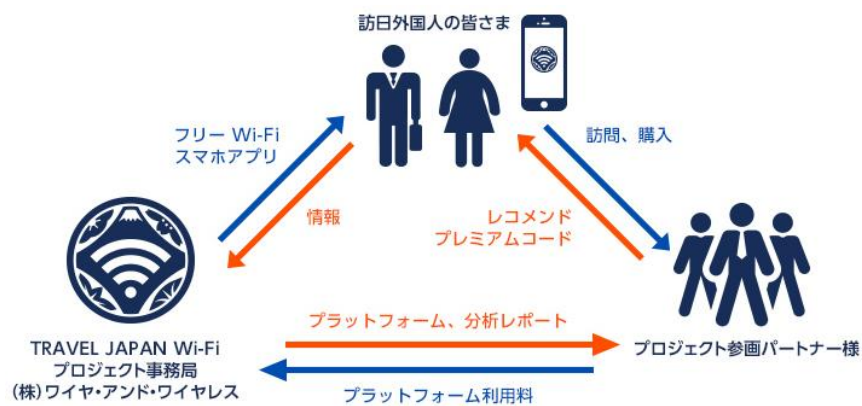 訪日外国人の皆さま
フリー Wi-Fi
スマホアプリ
訪問、購入
情報
レコメンド
プレミアムコード
プラットフォーム、分析レポート
TRAVEL JAPAN Wi-Fi
プロジェクト事務局
(株)ワイヤ・アンド・ワイヤレス
プロジェクト参画パートナー様
プラットフォーム利用料